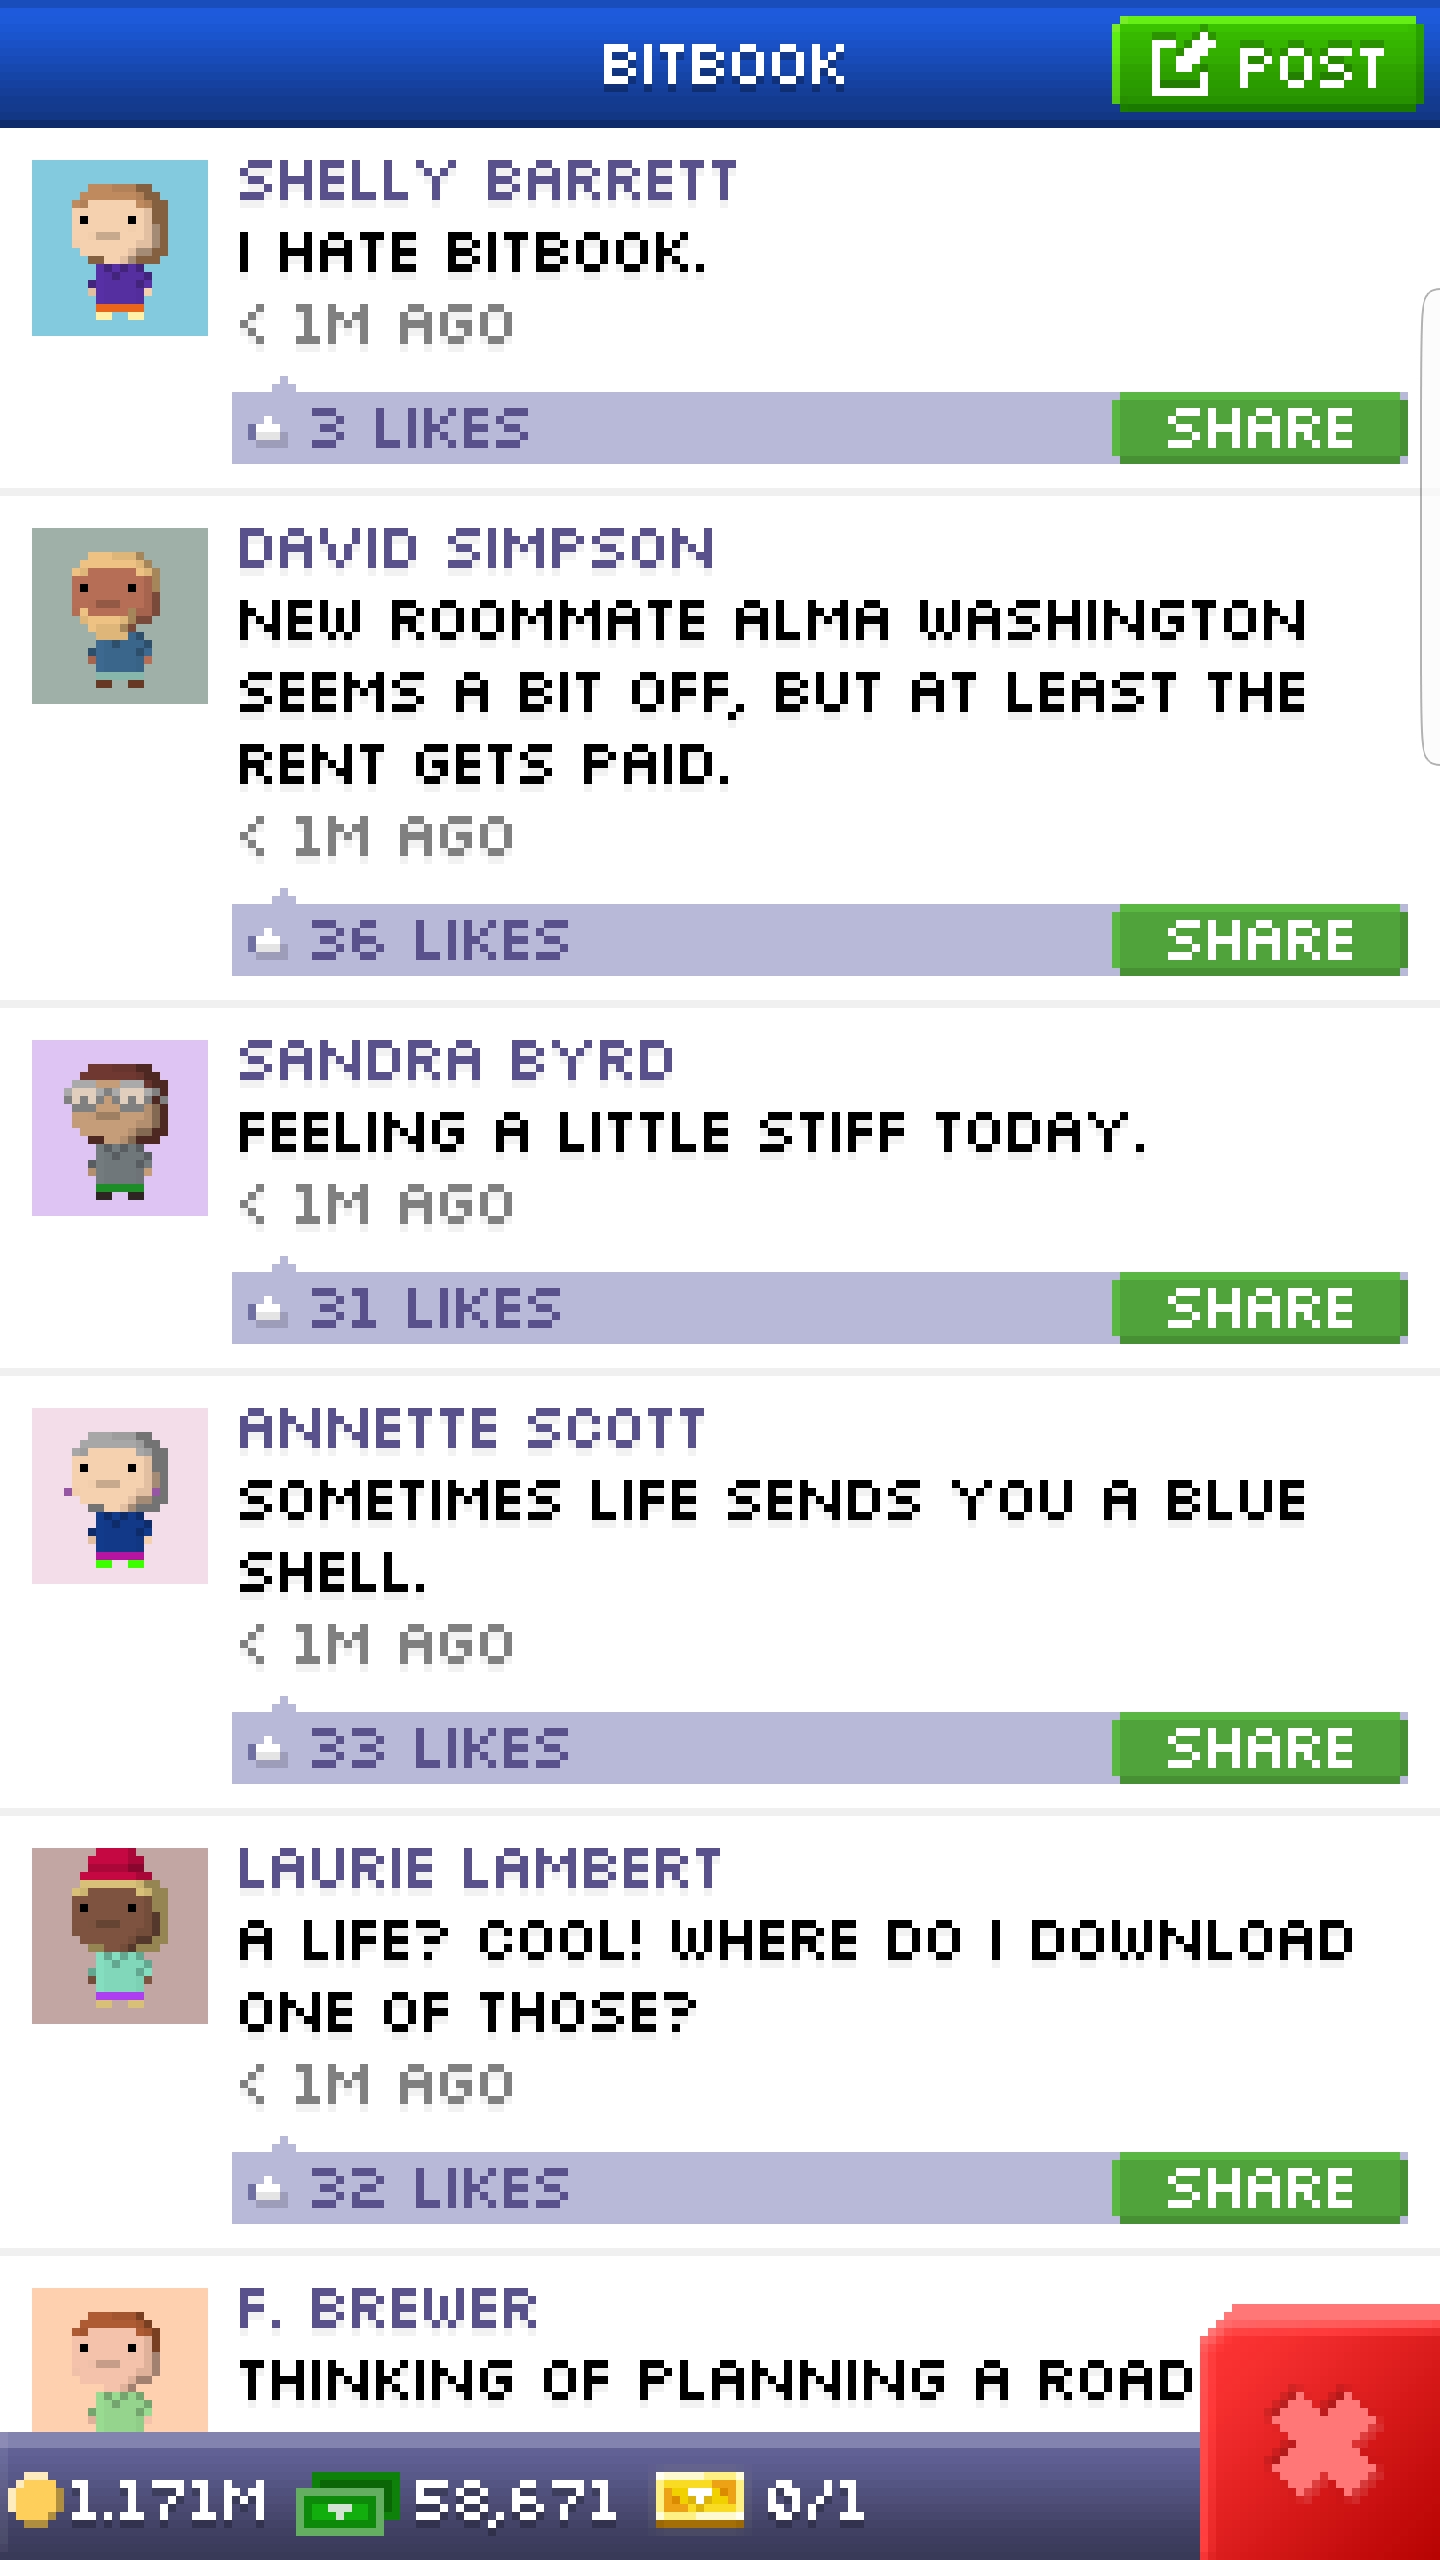 BITBOOK
POST
SHELLY BARRETT
I HATE BITBOOK.
< 1M AGO
3 LIKES
SHARE
DAVID SIMPSON
NEW ROOMMATE ALMA WASHINGTON
SEEMS A BIT OFF, BUT AT LEAST THE
RENT GETS PAID.
< 1M AGO
36 LIKES
SHARE
SANDRA BYRD
FEELING A LITTLE STIFF TODAY.
< 1M AGO
31 LIKES
SHARE
ANNETTE SCOTT
SOMETIMES LIFE SENDS YOU A BLUE
SHELL.
< 1M AGO
33 LIKES
SHARE
LAURIE LAMBERT
A LIFE? COOL! WHERE DO I DOWNLOAD
ONE OF THOSE?
< 1M AGO
32 LIKES
SHARE
F. BREWER
THINKING OF PLANNING A ROAD
1.171M 58,671 0/1